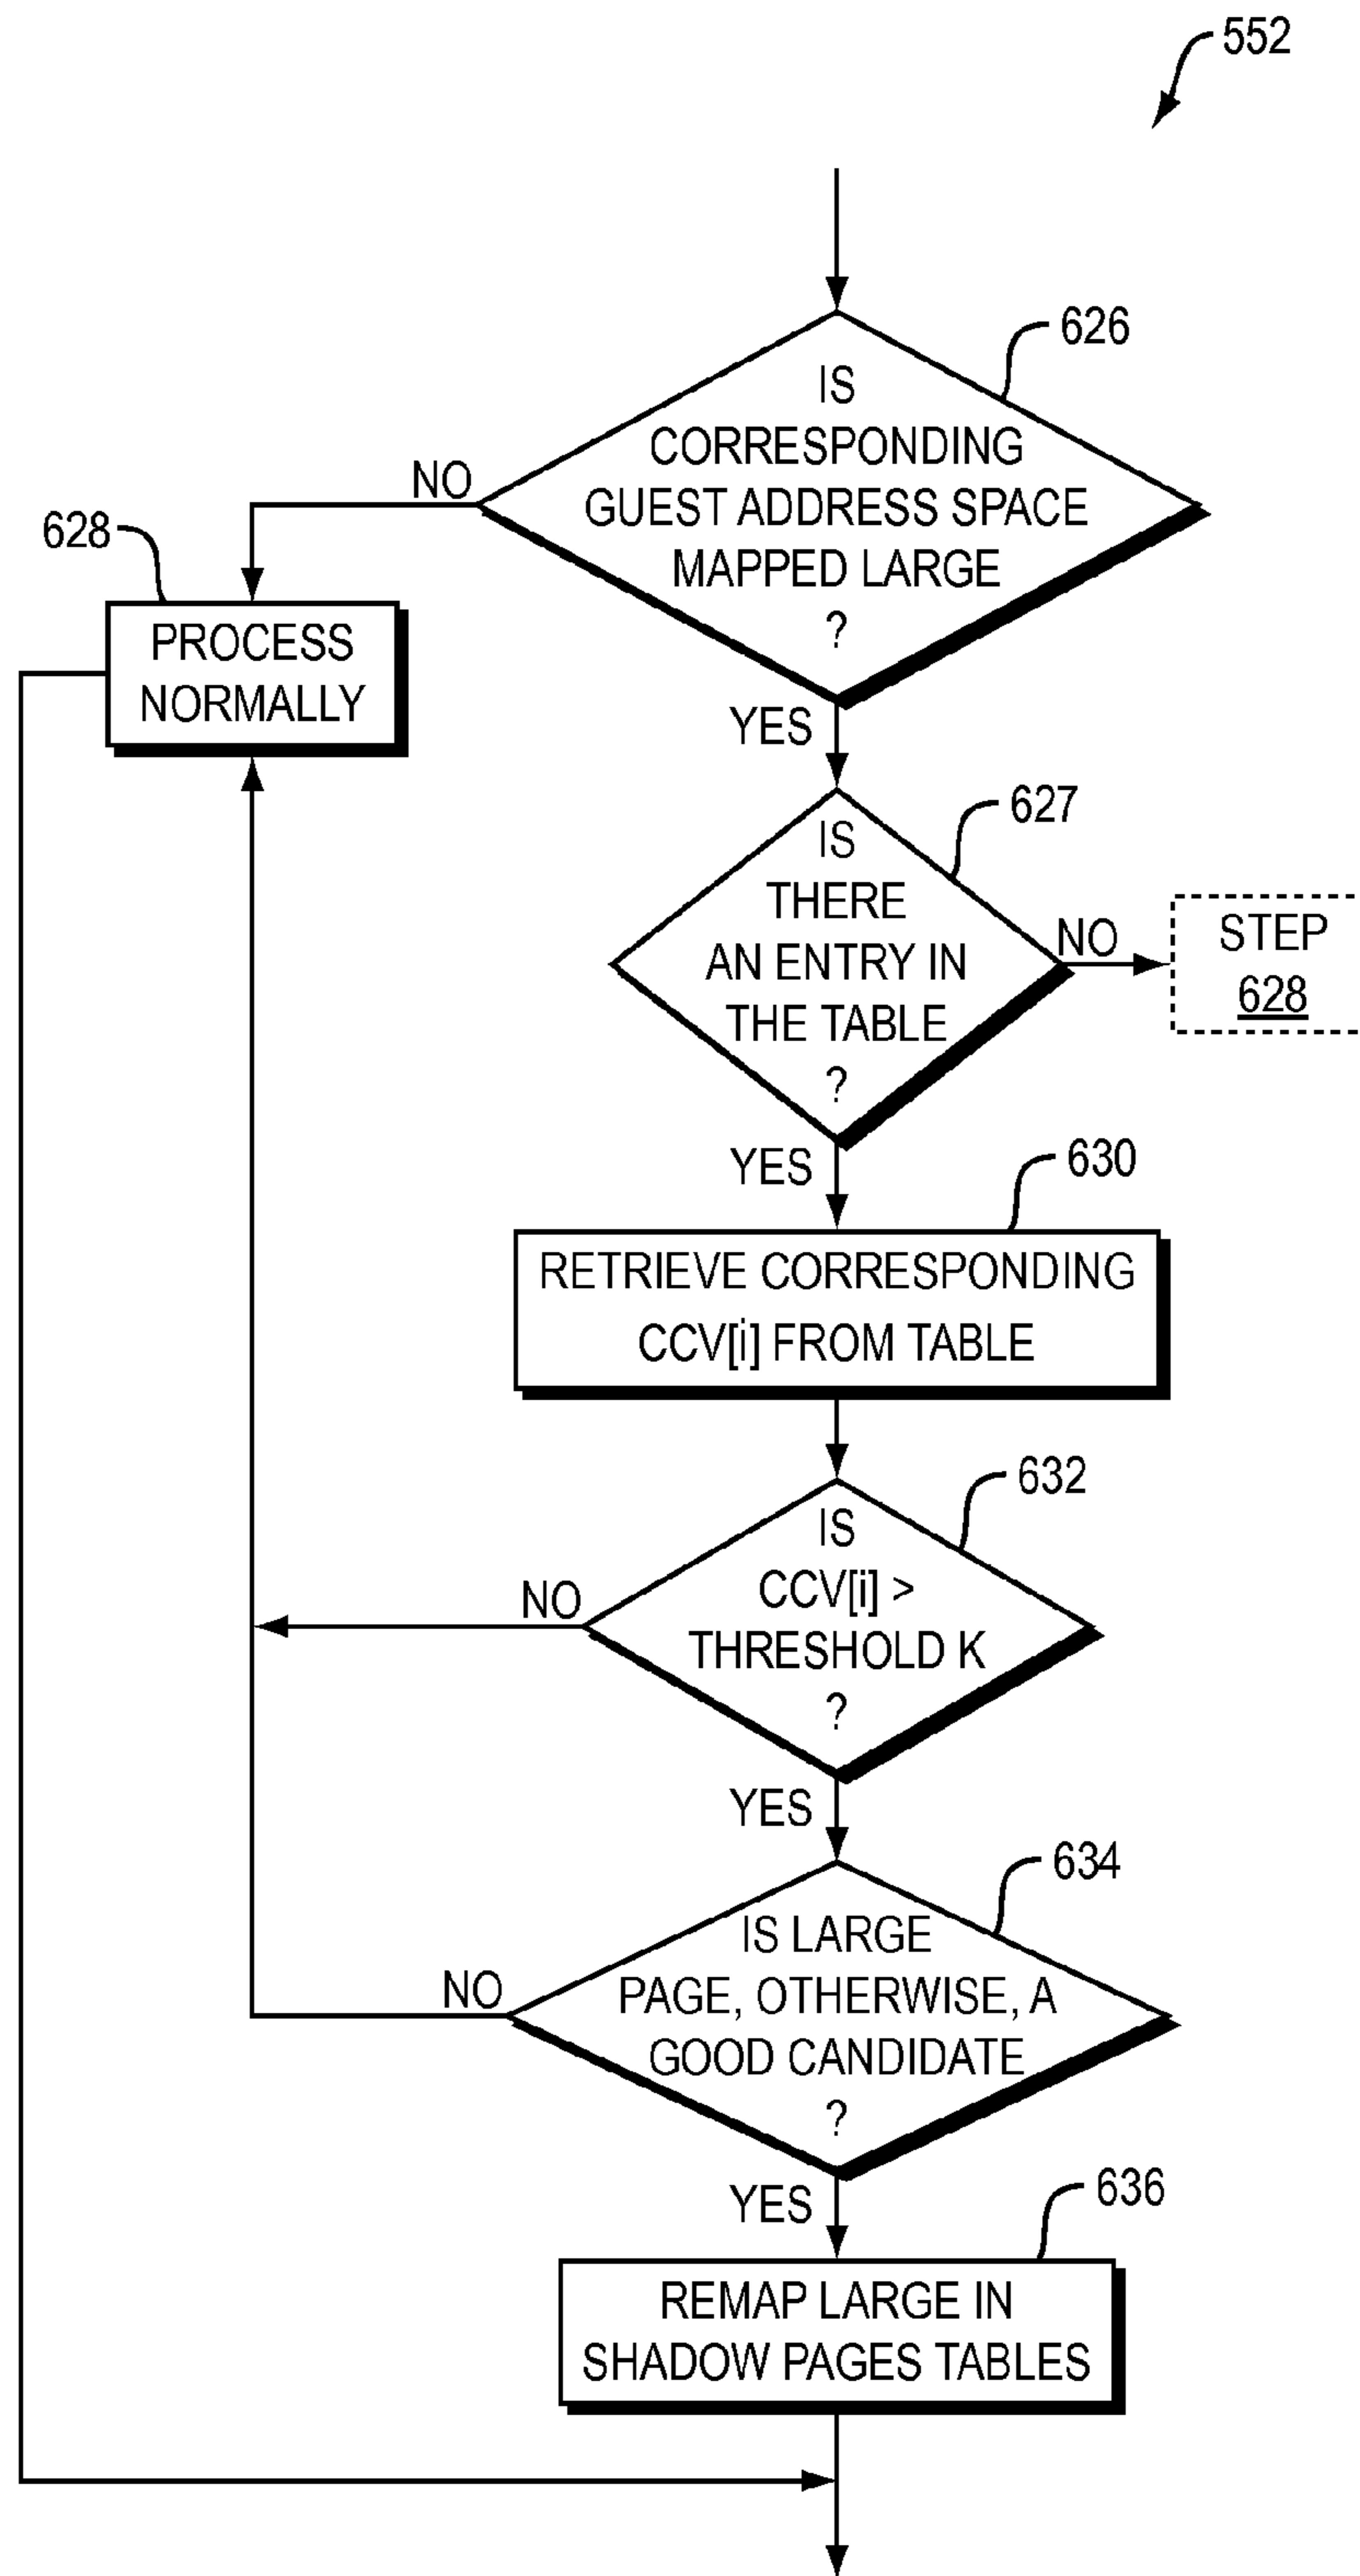 552
626
IS
CORRESPONDING
GUEST ADDRESS SPACE
MAPPED LARGE
?
NO
628
PROCESS
NORMALLY
YES
627
IS
THERE
AN ENTRY IN
THE TABLE
?
NO
STEP
628
YES
630
RETRIEVE CORRESPONDING
CCV[i] FROM TABLE
632
IS
CCV[i] >
THRESHOLD K
?
NO
YES
634
IS LARGE
PAGE, OTHERWISE, A
GOOD CANDIDATE
?
NO
YES
636
REMAP LARGE IN
SHADOW PAGES TABLES